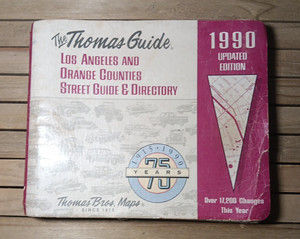 The Thomas Guide®
1990
UPDATED
EDITION
LOS ANGELES AND
ORANGE COUNTIES
STREET GUIDE & DIRECTORY
1915-1990
75
YEARS
Thomas Bros. Maps®
SINCE 1915
Over 17,200 Changes
This Year